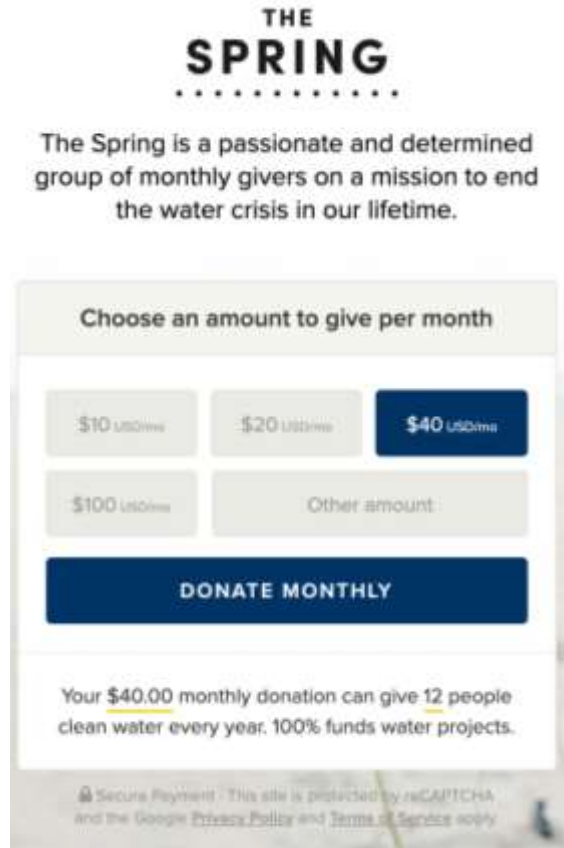 THE
SPRING
The Spring is a passionate and determined
group of monthly givers on a mission to end
the water crisis in our lifetime.
Choose an amount to give per month
$10 USD/mo
$20 USD/mo
$40 USD/mo
$100 USD/mo
Other amount
DONATE MONTHLY
Your $40.00 monthly donation can give 12 people
clean water every year. 100% funds water projects.
Secure Payment - This site is protected by reCAPTCHA
and the Google Privacy Policy and Terms of Service apply